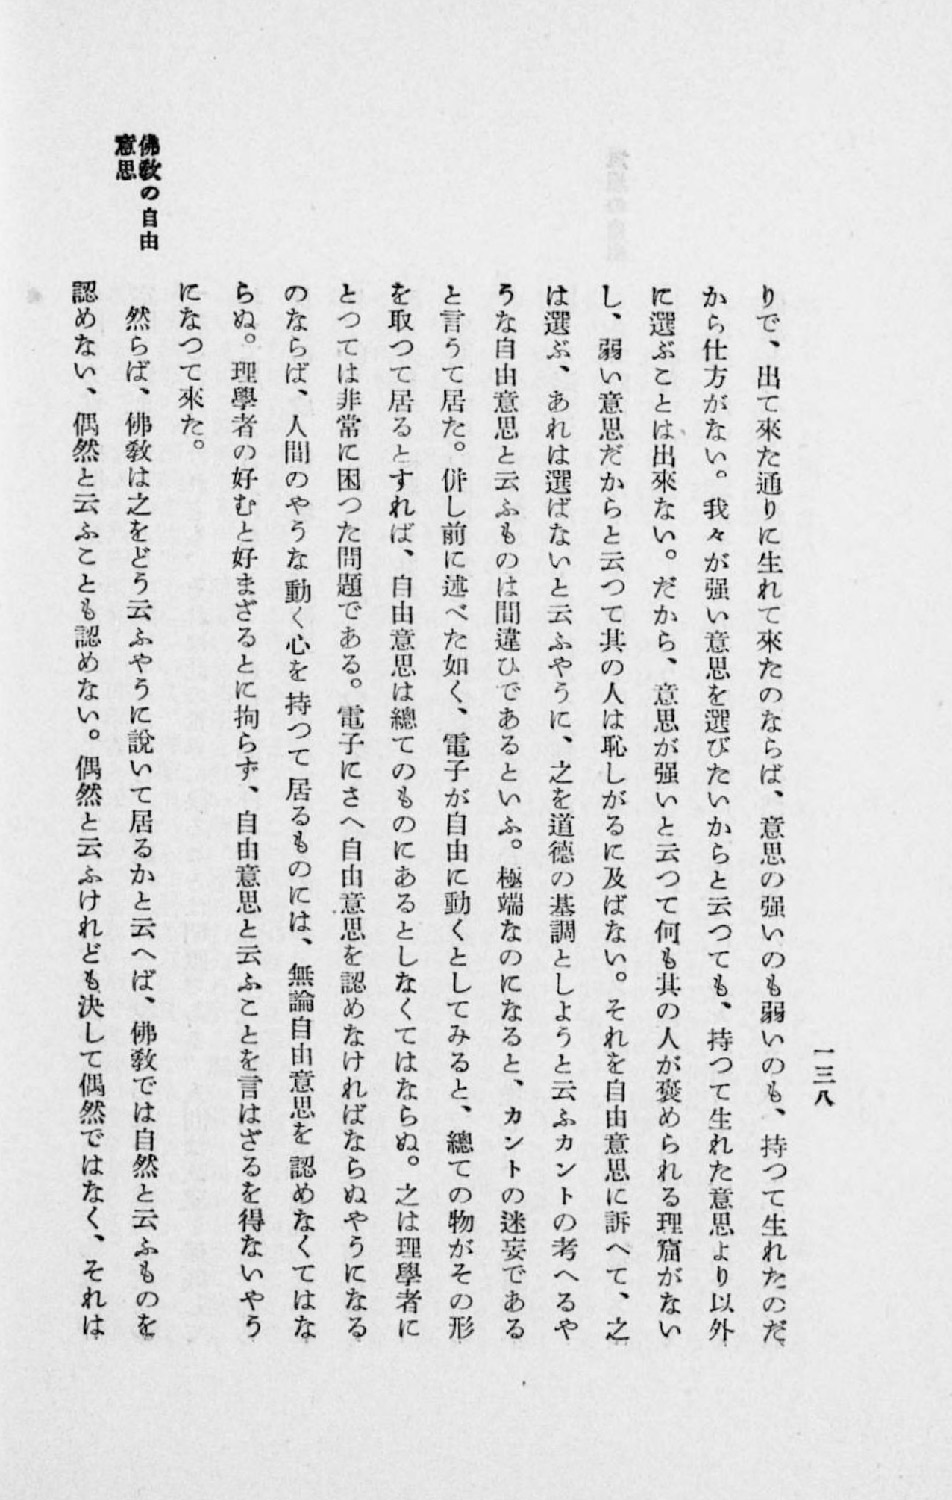 一三八
りで、出て來た通りに生れて來たのならば、意思の强いのも弱いのも、持つて生れたのだ
から仕方がない。我々が强い意思を選びたいからと云つても、持つて生れた意思より以外
に選ぶことは出來ない。だから、意思が强いと云つて何も其の人が褒められる理窟がない
し、弱い意思だからと云つて其の人は恥しがるに及ばない。それを自由意思に訴へて、之
は選ぶ、あれは選ばないと云ふやうに、之を道德の基調としようと云ふカントの考へるや
うな自由意思と云ふものは間違ひであるといふ。極端なのになると、カントの迷妄である
と言うて居た。併し前に述べた如く、電子が自由に動くとしてみると、總ての物がその形
を取つて居るとすれば、自由意思は總てのものにあるとしなくてはならぬ。之は理學者に
とつては非常に困つた問題である。電子にさへ自由意思を認めなければならぬやうになる
のならば、人間のやうな動く心を持つて居るものには、無論自由意思を認めなくてはな
らぬ。理學者の好むと好まざるとに拘らず、自由意思と云ふことを言はざるを得ないやう
になつて來た。
佛敎の自由
意思
然らば、佛敎は之をどう云ふやうに說いて居るかと云へば、佛敎では自然と云ふものを
認めない、偶然と云ふことも認めない。偶然と云ふけれども決して偶然ではなく、それは